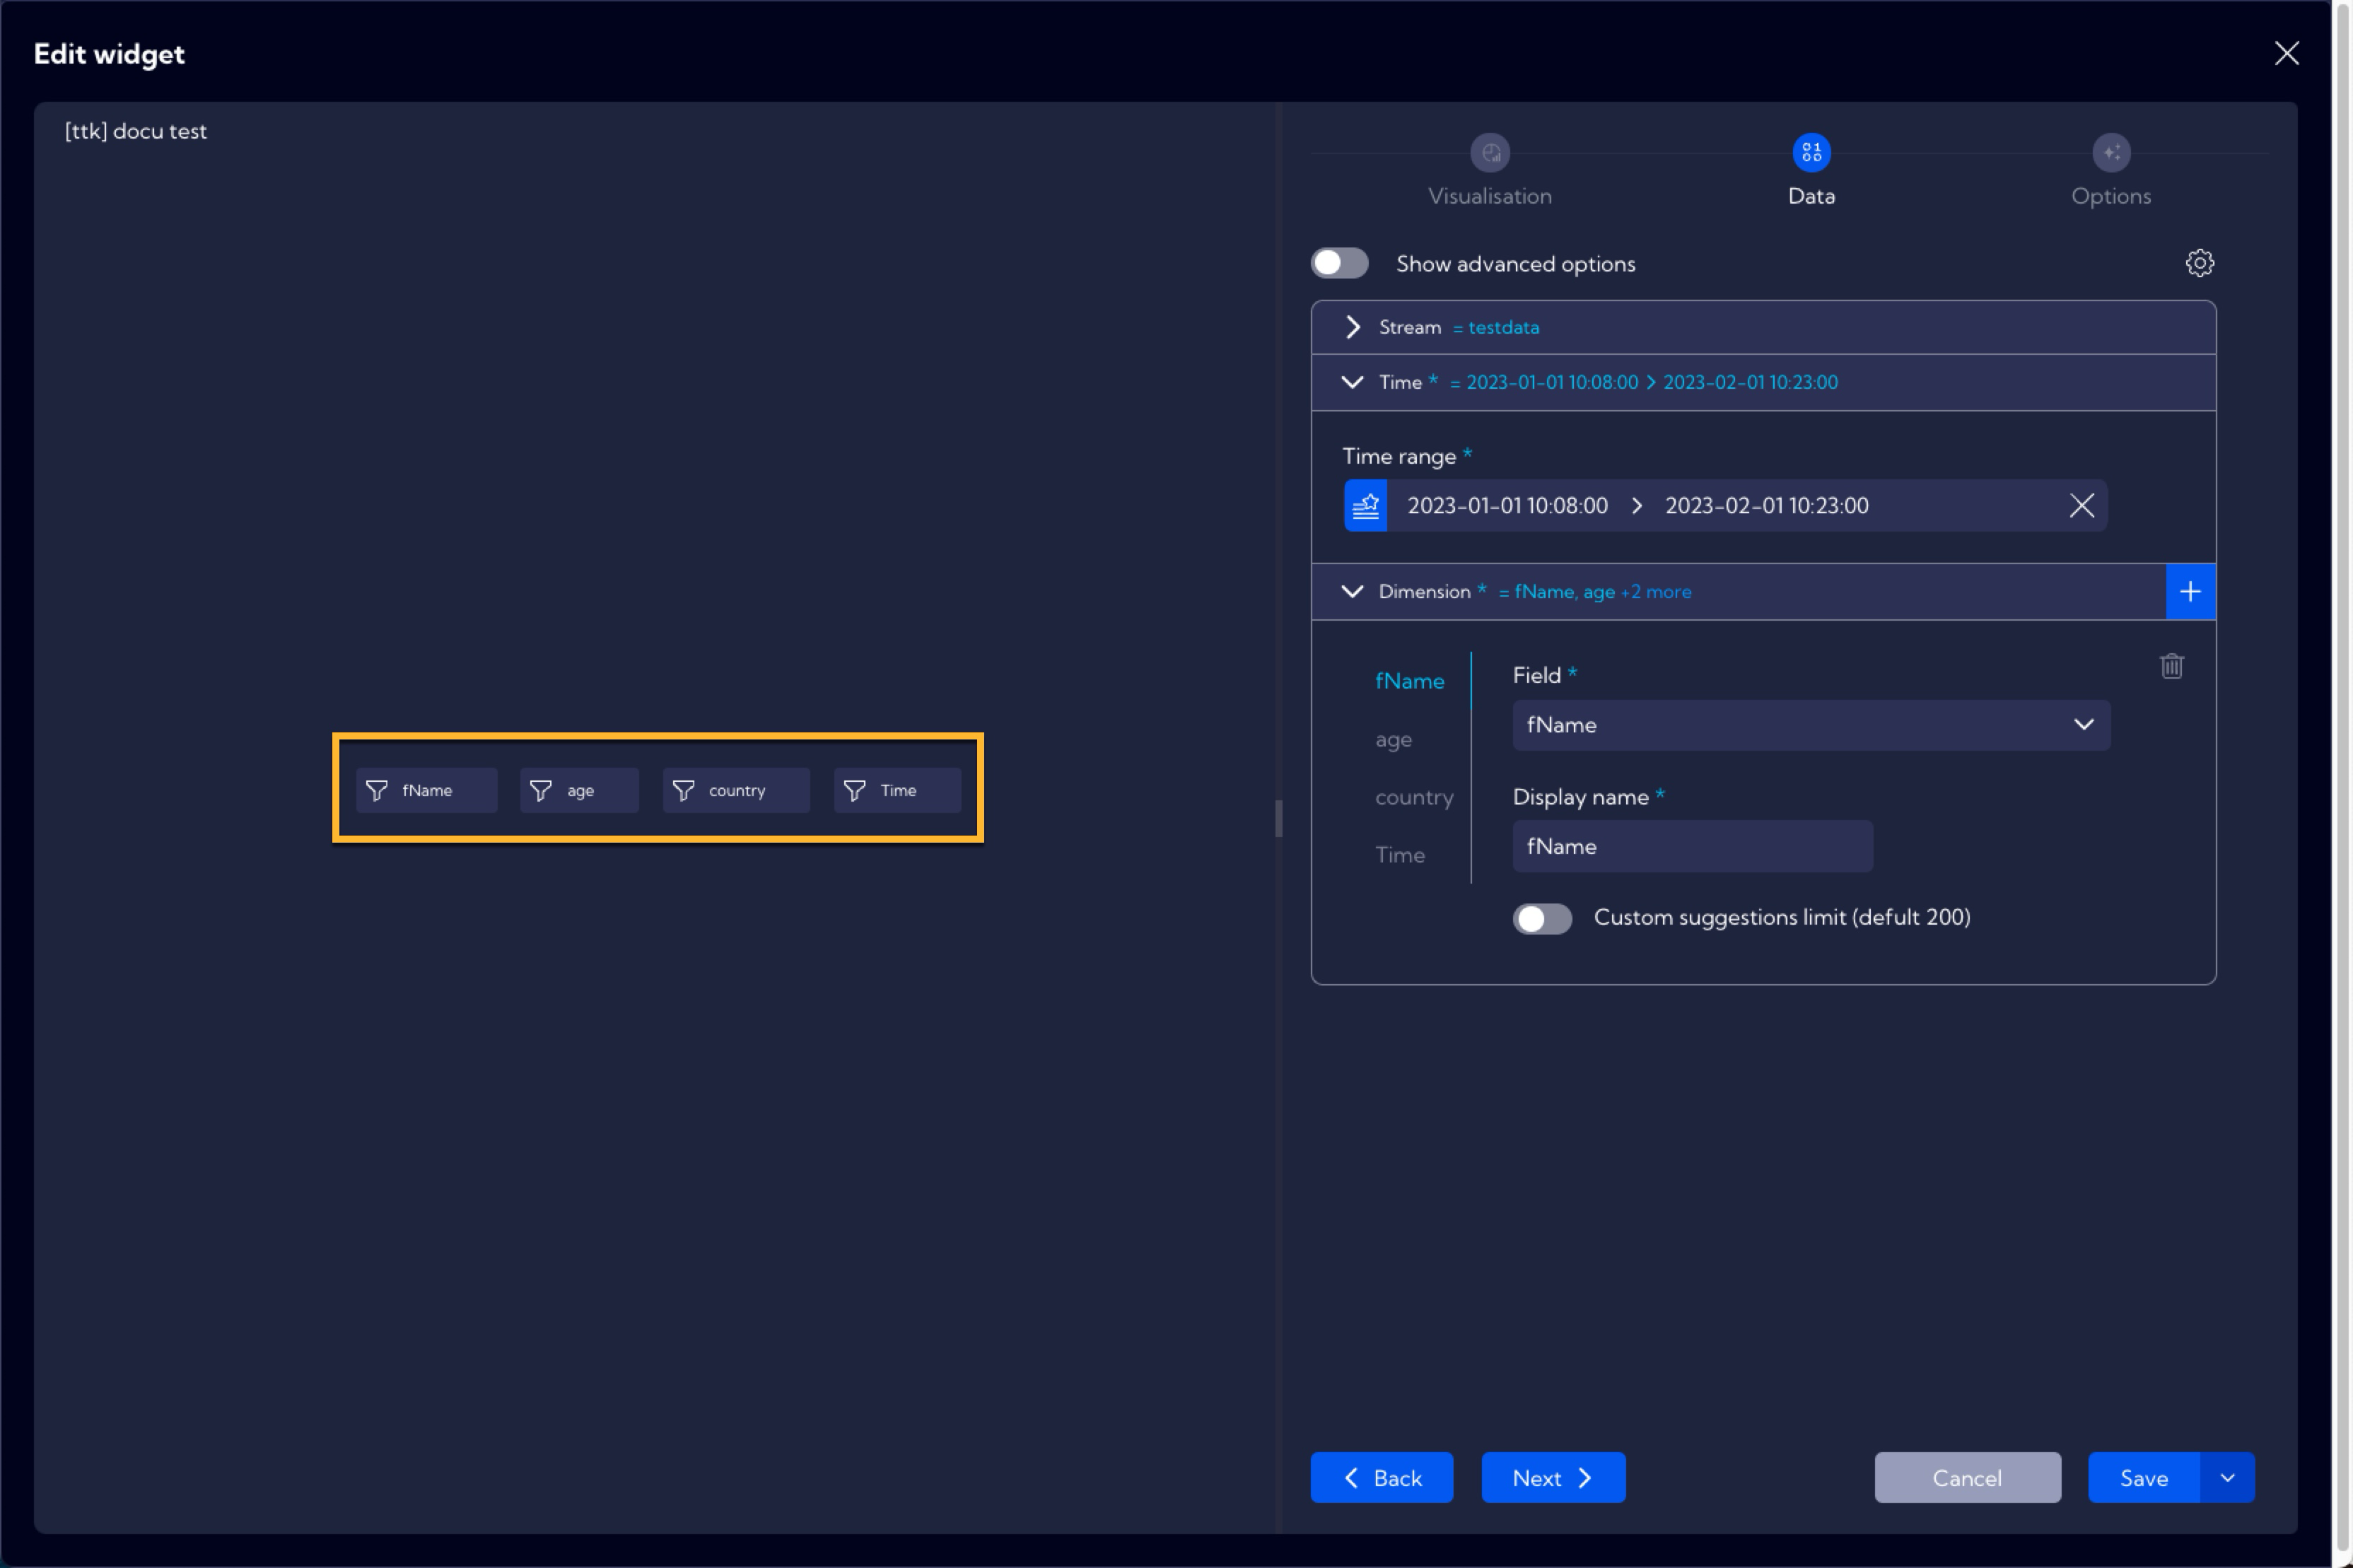 Edit widget
[ttk] docu test
Visualisation
Data
Options
Show advanced options
Stream = testdata
Time * = 2023-01-01 10:08:00 > 2023-02-01 10:23:00
Time range *
2023-01-01 10:08:00 > 2023-02-01 10:23:00
Dimension * = fName, age +2 more
fName
age
country
Time
Field *
fName
Display name *
fName
Custom suggestions limit (defult 200)
fName
age
country
Time
Back
Next
Cancel
Save